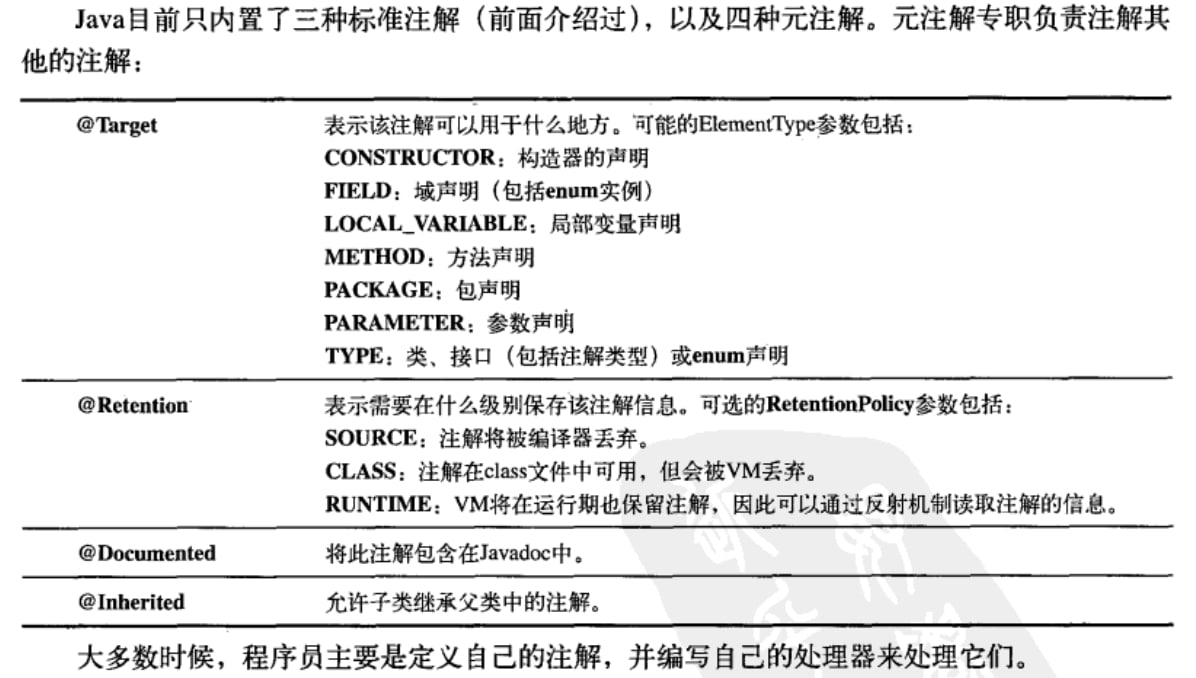 Java目前只内置了三种标准注解（前面介绍过），以及四种元注解。元注解专职负责注解其
他的注解：
@Target 表示该注解可以用于什么地方。可能的ElementType参数包括：
CONSTRUCTOR：构造器的声明
FIELD：域声明（包括enum实例）
LOCAL_VARIABLE：局部变量声明
METHOD：方法声明
PACKAGE：包声明
PARAMETER：参数声明
TYPE：类、接口（包括注解类型）或enum声明
@Retention 表示需要在什么级别保存该注解信息。可选的RetentionPolicy参数包括：
SOURCE：注解将被编译器丢弃。
CLASS：注解在class文件中可用，但会被VM丢弃。
RUNTIME：VM将在运行期也保留注解，因此可以通过反射机制读取注解的信息。
@Documented 将此注解包含在Javadoc中。
@Inherited 允许子类继承父类中的注解。
大多数时候，程序员主要是定义自己的注解，并编写自己的处理器来处理它们。